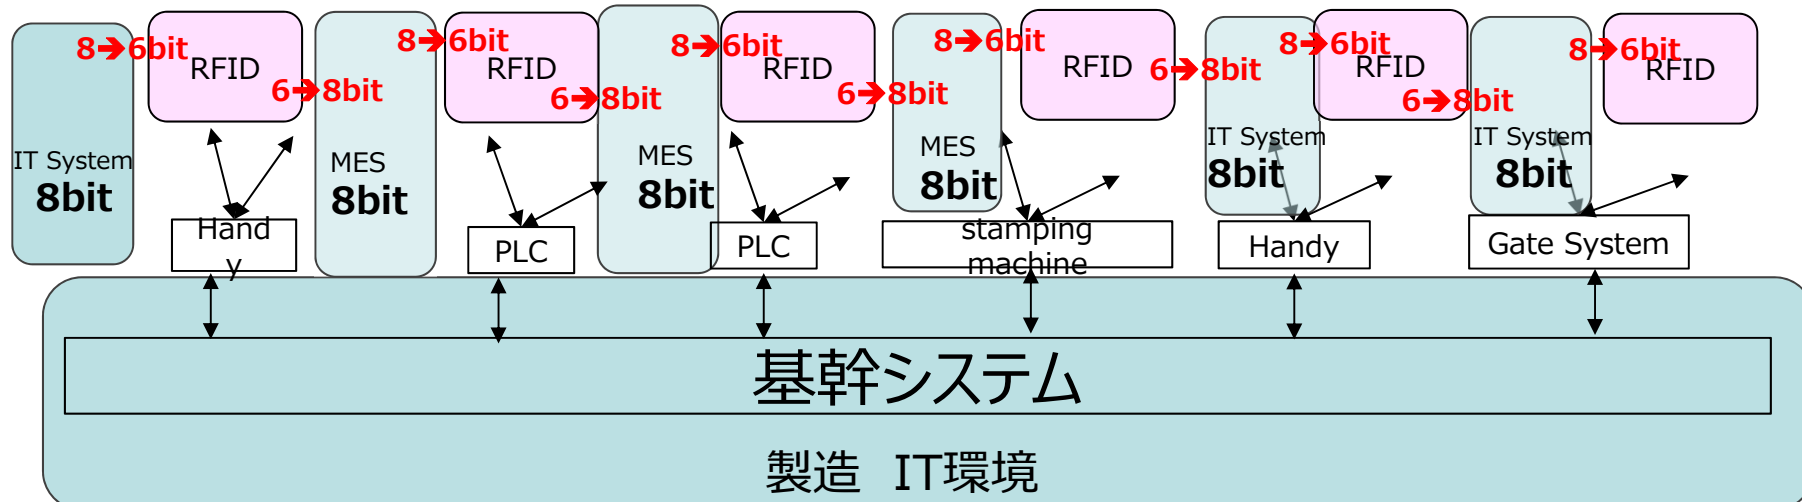 8→6bit
RFID
6→8bit
8→6bit
RFID
6→8bit
8→6bit
RFID
6→8bit
8→6bit
RFID
6→8bit
8→6bit
RFID
6→8bit
8→6bit
RFID
IT System
8bit
MES
8bit
MES
8bit
MES
8bit
IT System
8bit
IT System
8bit
Hand
y
PLC
PLC
stamping
machine
Handy
Gate System
基幹システム
製造　IT環境